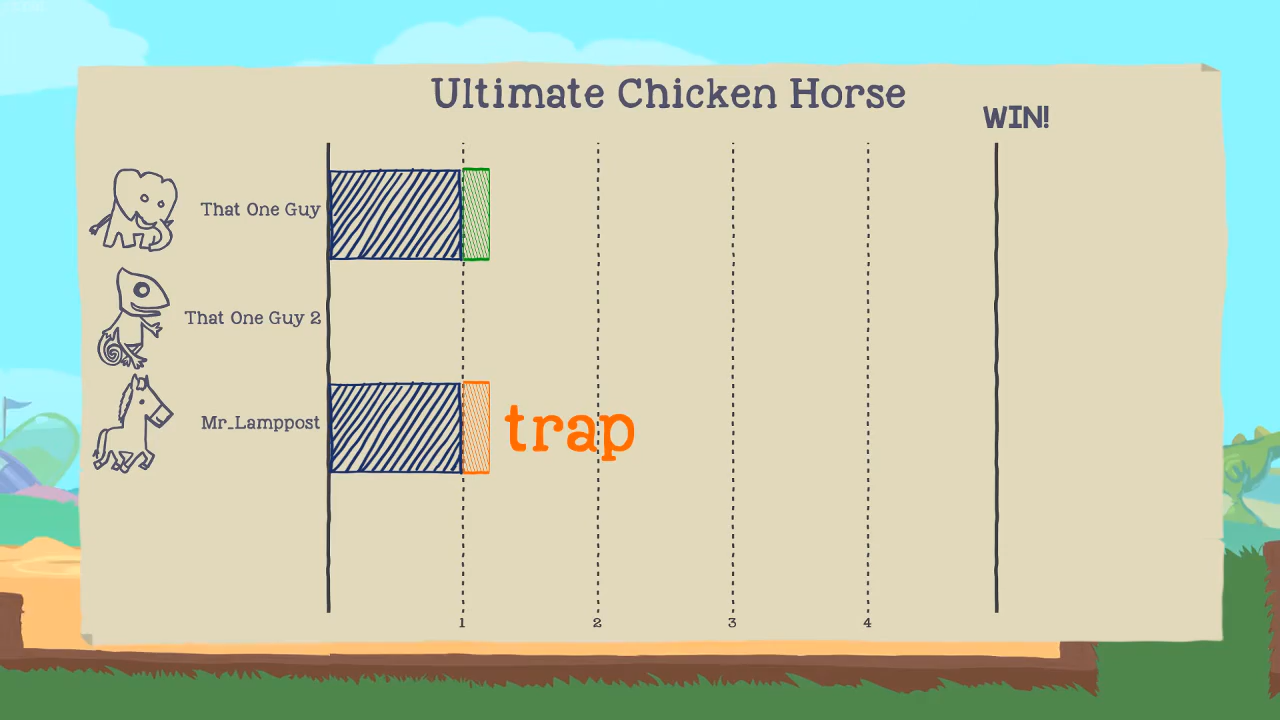 Ultimate Chicken Horse
WIN!
That One Guy
That One Guy 2
Mr_Lamppost
trap
1 2 3 4